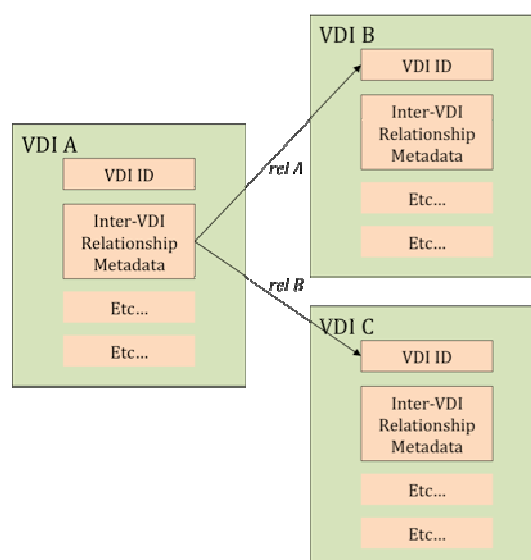 VDI A
VDI ID
Inter-VDI
Relationship
Metadata
Etc...
Etc...
rel A
rel B
VDI B
VDI ID
Inter-VDI
Relationship
Metadata
Etc...
Etc...
VDI C
VDI ID
Inter-VDI
Relationship
Metadata
Etc...
Etc...